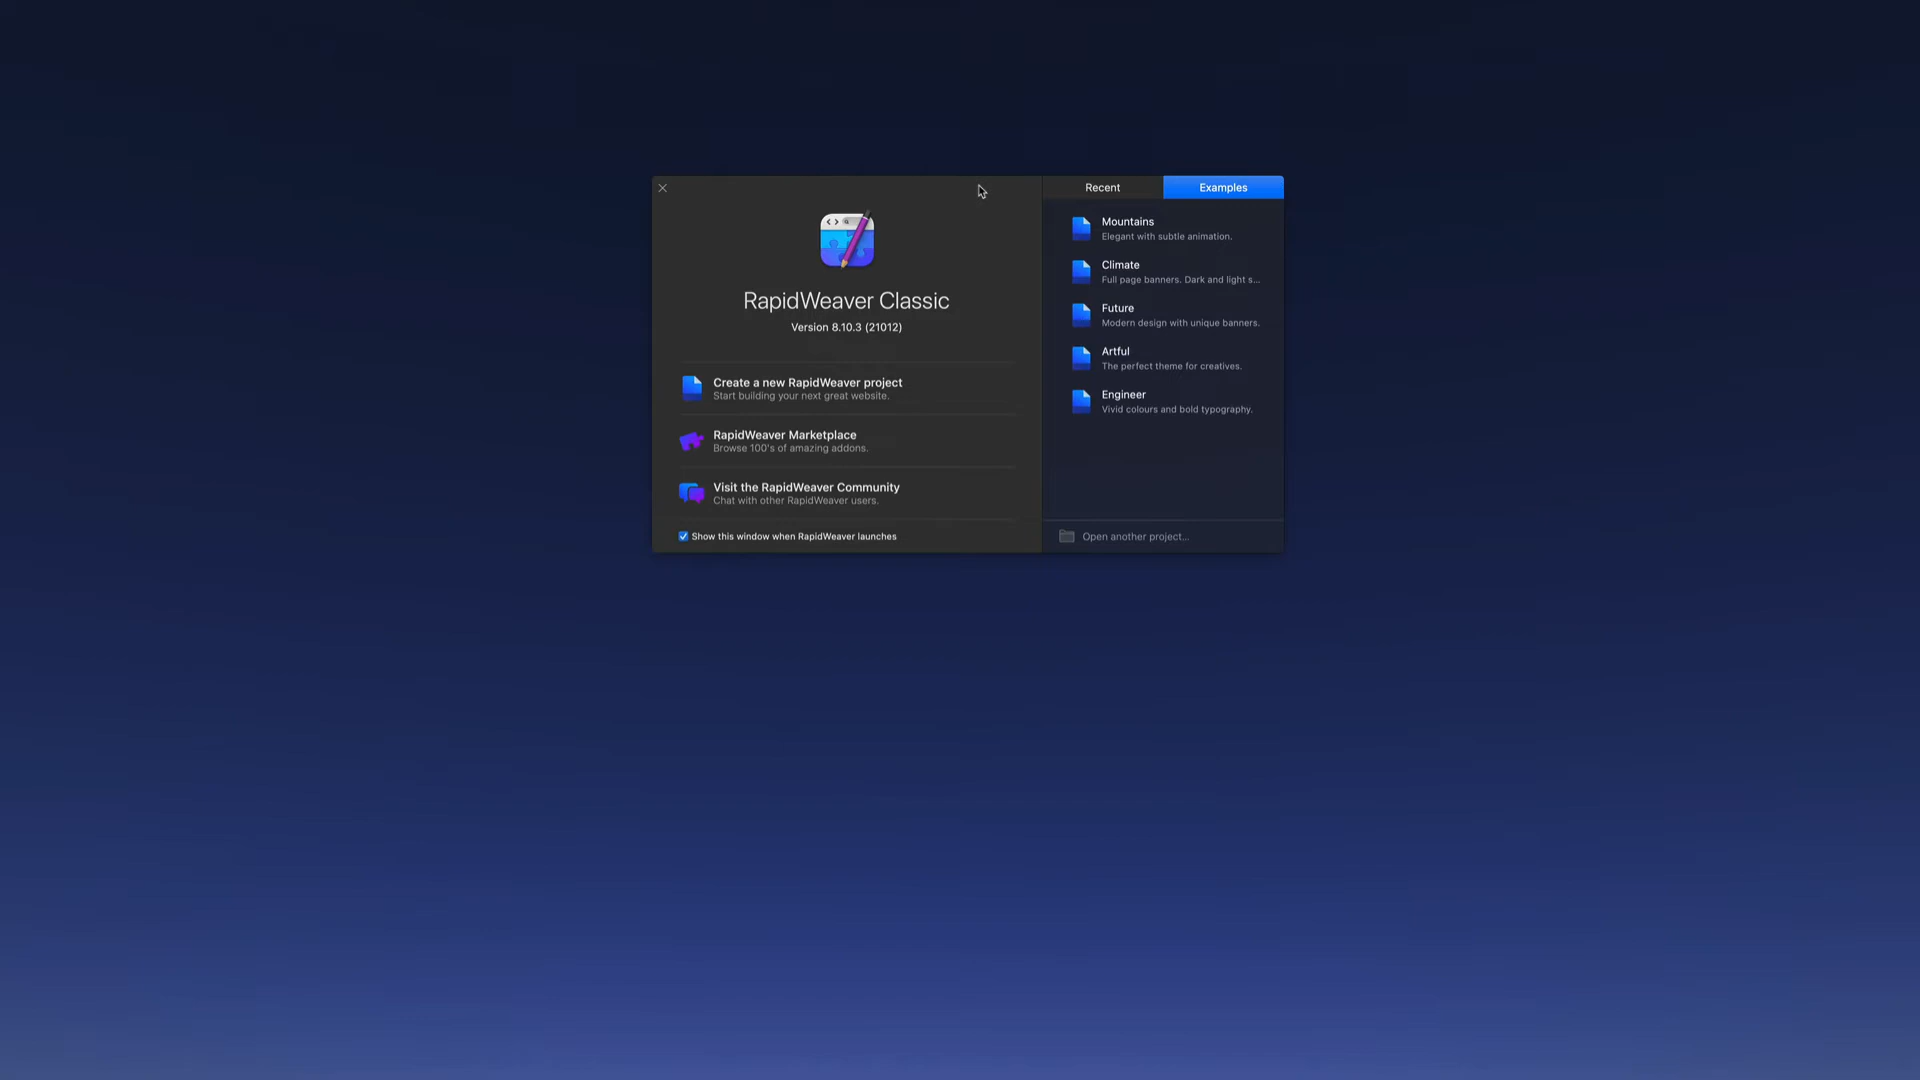 RapidWeaver Classic
Version 8.10.3 (21012)
Create a new RapidWeaver project
Start building your next great website.
RapidWeaver Marketplace
Browse 100's of amazing addons.
Visit the RapidWeaver Community
Chat with other RapidWeaver users.
Show this window when RapidWeaver launches
Recent
Examples
Mountains
Elegant with subtle animation.
Climate
Full page banners. Dark and light s...
Future
Modern design with unique banners.
Artful
The perfect theme for creatives.
Engineer
Vivid colours and bold typography.
Open another project...